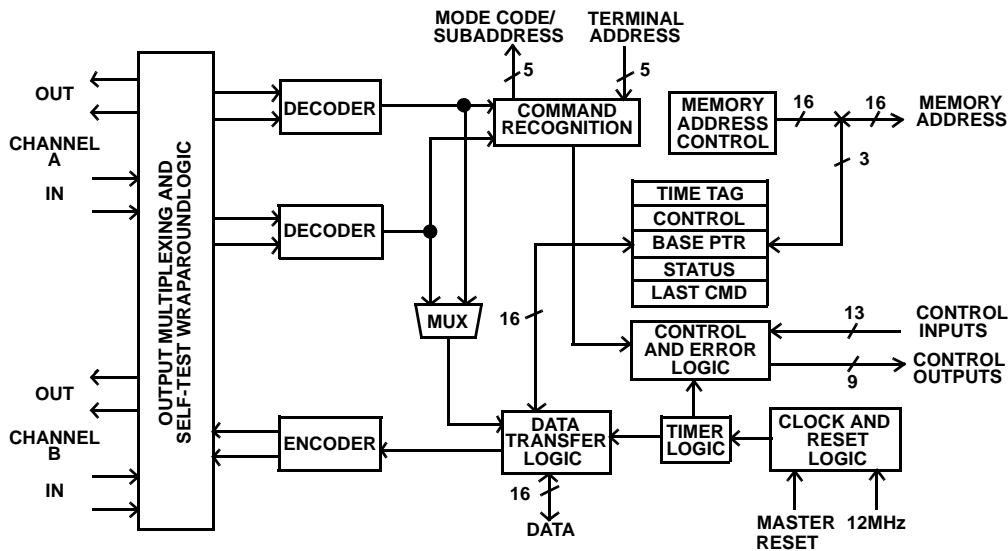 MODE CODE/
SUBADDRESS
5
TERMINAL
ADDRESS
5
OUT
CHANNEL
A
IN
OUT
CHANNEL
B
IN
OUTPUT MULTIPLEXING AND
SELF-TEST WRAPAROUNDLOGIC
DECODER
DECODER
ENCODER
COMMAND
RECOGNITION
MUX
16
MEMORY
ADDRESS
CONTROL
16
16
MEMORY
ADDRESS
3
TIME TAG
CONTROL
BASE PTR
STATUS
LAST CMD
CONTROL
AND ERROR
LOGIC
13
CONTROL
INPUTS
9
CONTROL
OUTPUTS
DATA
TRANSFER
LOGIC
16
DATA
TIMER
LOGIC
CLOCK AND
RESET
LOGIC
MASTER
RESET
12MHz